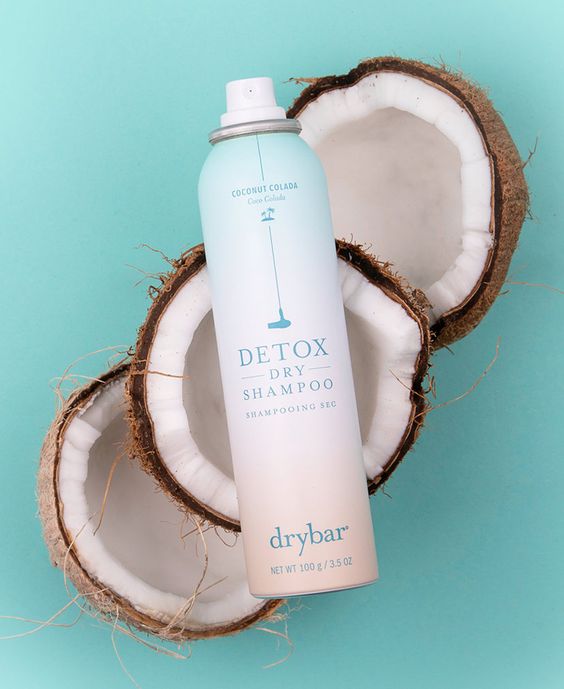 COCONUT COLADA
Coco Colada
DETOX
DRY
SHAMPOO
SHAMPOOING SEC
drybar®
NET WT 100 g / 3.5 OZ